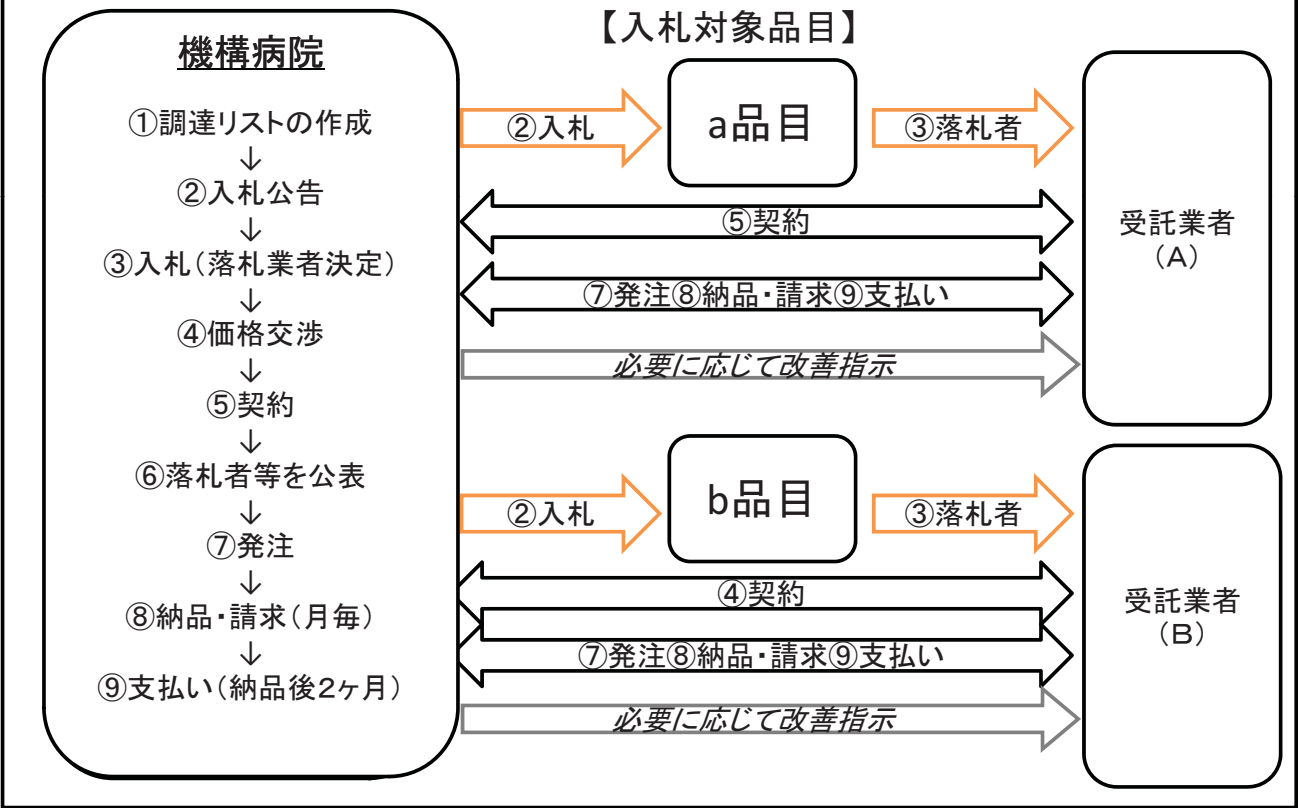 【入札対象品目】
機構病院
①調達リストの作成
↓
②入札公告
↓
③入札(落札業者決定)
↓
④価格交渉
↓
⑤契約
↓
⑥落札者等を公表
↓
⑦発注
↓
⑧納品・請求(月毎)
↓
⑨支払い(納品後2ヶ月)
②入札
a品目
③落札者
⑤契約
⑦発注⑧納品・請求⑨支払い
必要に応じて改善指示
受託業者
(A)
②入札
b品目
③落札者
④契約
⑦発注⑧納品・請求⑨支払い
必要に応じて改善指示
受託業者
(B)